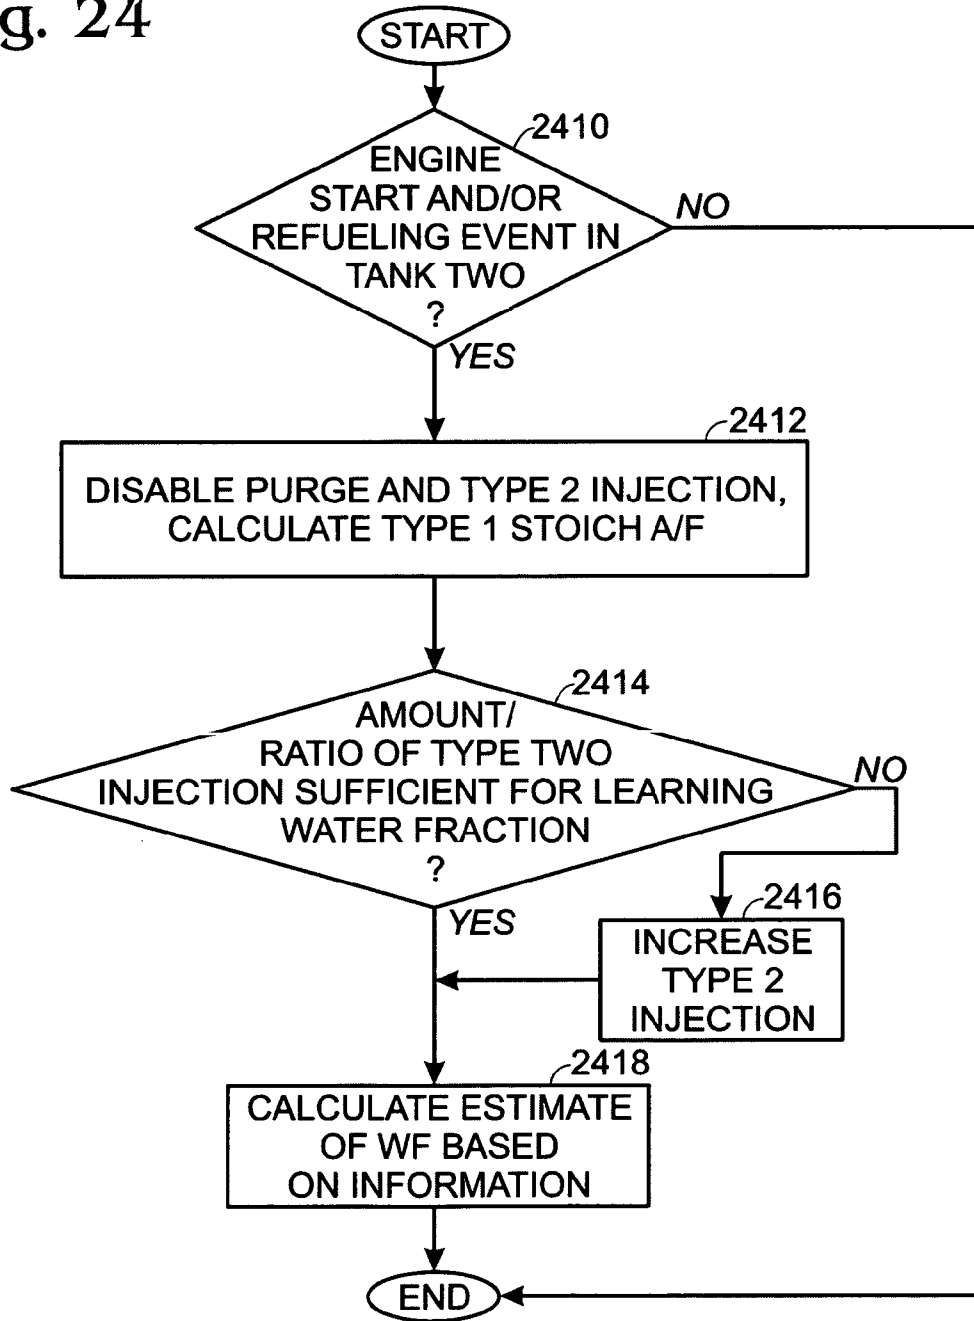 g. 24
START
2410
ENGINE
START AND/OR
REFUELING EVENT IN
TANK TWO
?
NO
YES
2412
DISABLE PURGE AND TYPE 2 INJECTION,
CALCULATE TYPE 1 STOICH A/F
2414
AMOUNT/
RATIO OF TYPE TWO
INJECTION SUFFICIENT FOR LEARNING
WATER FRACTION
?
NO
YES
2416
INCREASE
TYPE 2
INJECTION
2418
CALCULATE ESTIMATE
OF WF BASED
ON INFORMATION
END